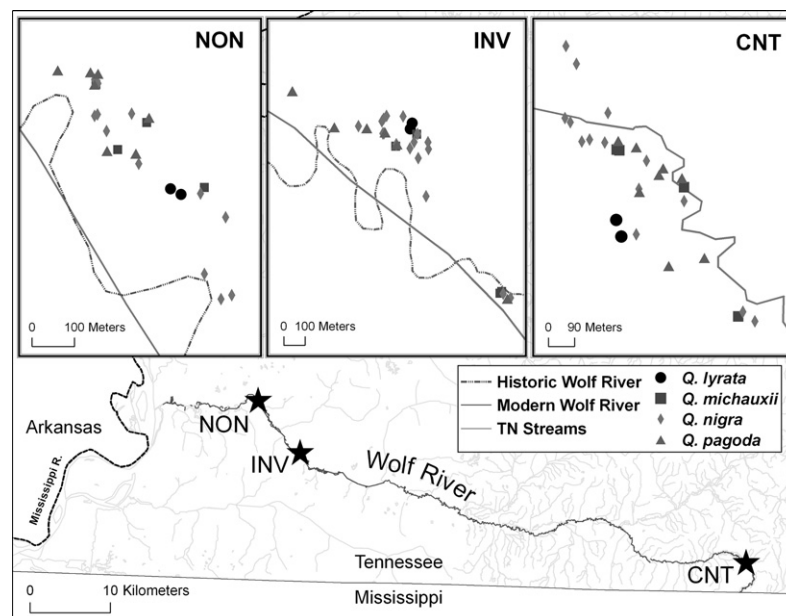 NON
INV
CNT
0 100 Meters
0 100 Meters
0 90 Meters
Historic Wolf River
Modern Wolf River
TN Streams
Q. lyrata
Q. michauxii
Q. nigra
Q. pagoda
Arkansas
Mississippi R.
NON
INV
Wolf River
CNT
Tennessee
Mississippi
0 10 Kilometers